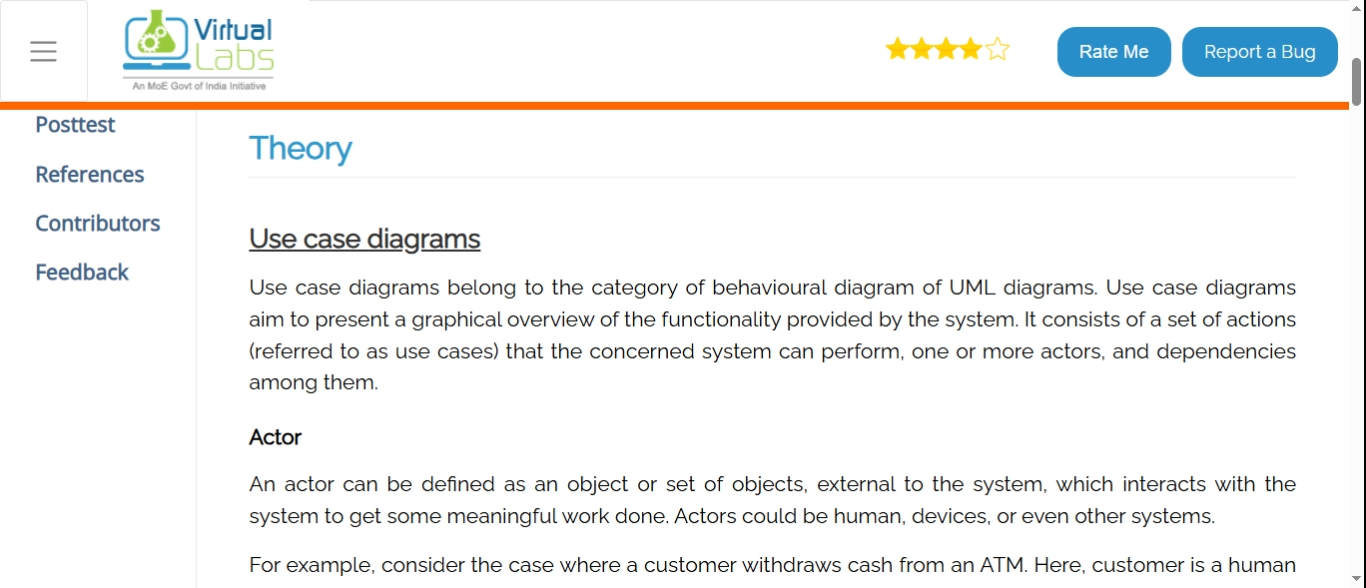 Virtual
Labs
An MoE Govt of India Initiative
Rate Me
Report a Bug
Posttest
References
Contributors
Feedback
Theory
Use case diagrams
Use case diagrams belong to the category of behavioural diagram of UML diagrams. Use case diagrams
aim to present a graphical overview of the functionality provided by the system. It consists of a set of actions
(referred to as use cases) that the concerned system can perform, one or more actors, and dependencies
among them.
Actor
An actor can be defined as an object or set of objects, external to the system, which interacts with the
system to get some meaningful work done. Actors could be human, devices, or even other systems.
For example, consider the case where a customer withdraws cash from an ATM. Here, customer is a human